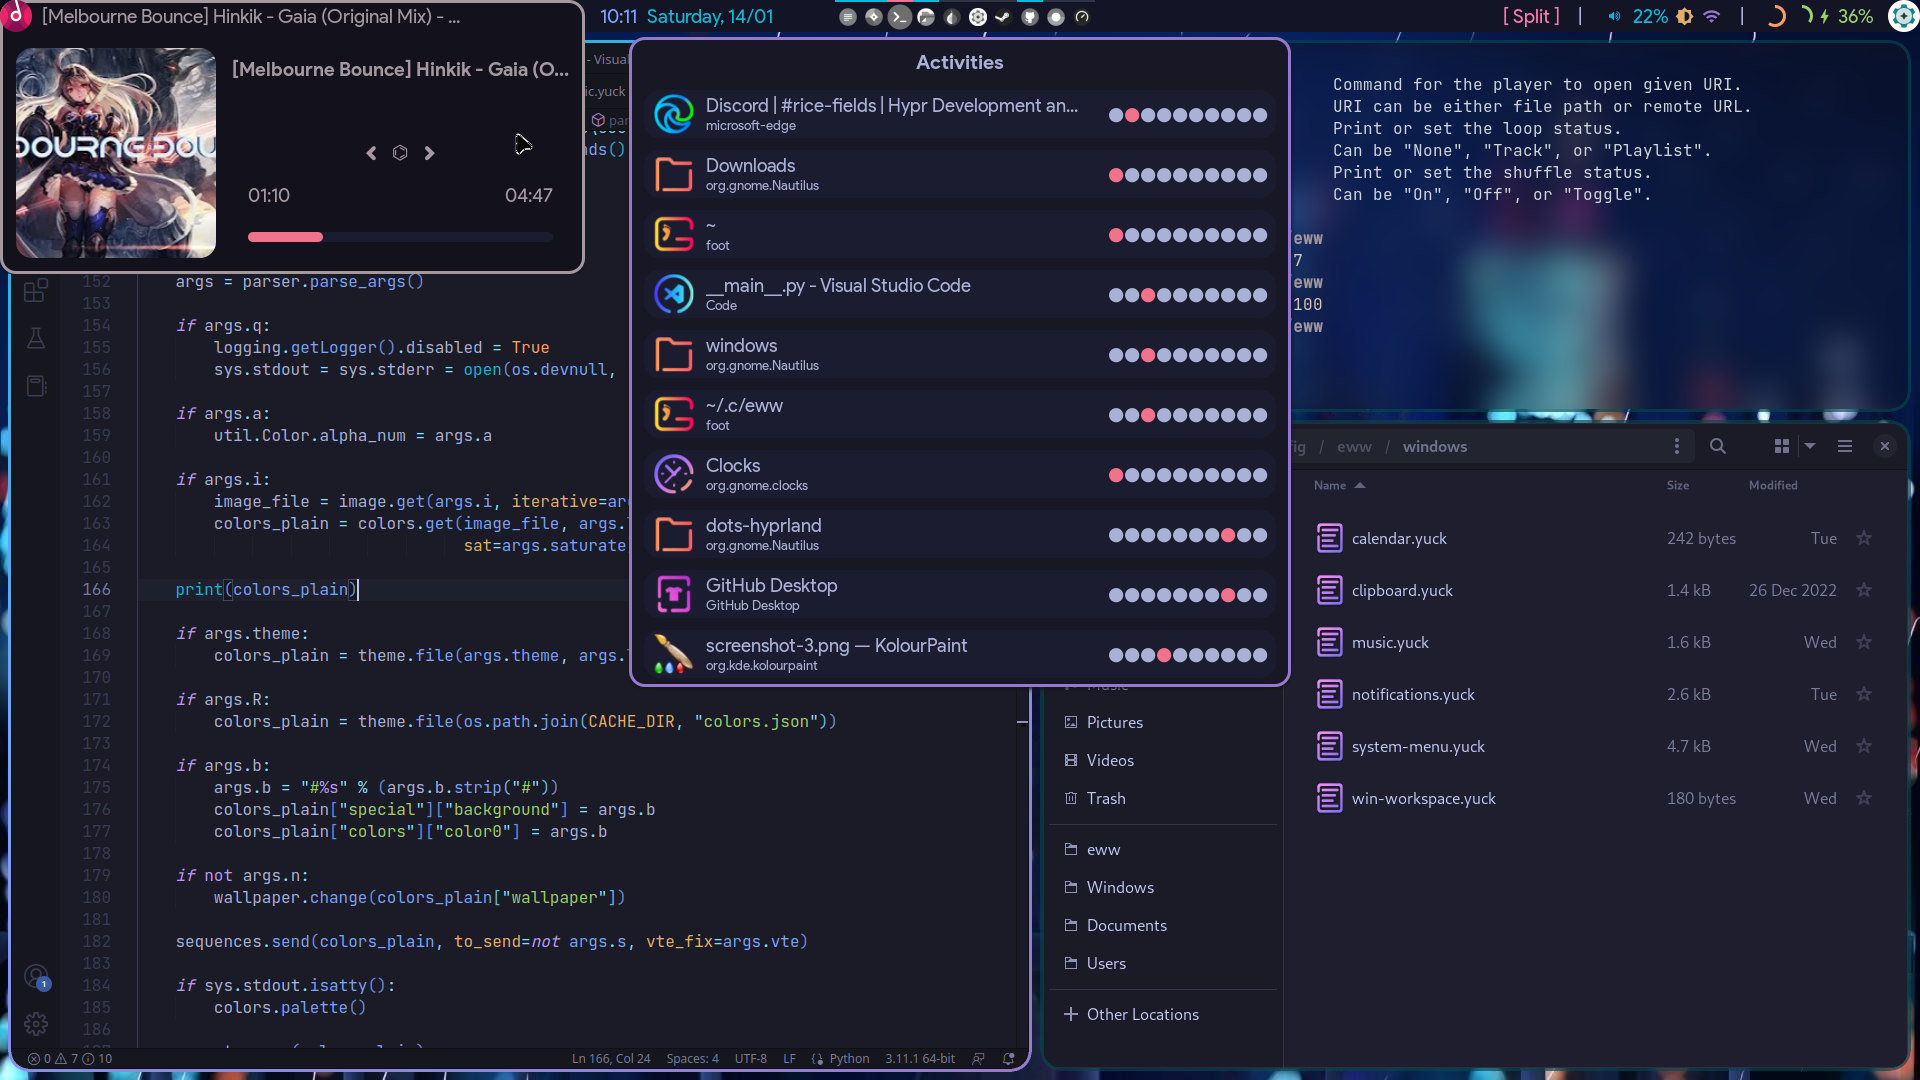 [Melbourne Bounce] Hinkik - Gaia (Original Mix) - ...
10:11 Saturday, 14/01
[ Split ] | 22% | 36%
[Melbourne Bounce] Hinkik - Gaia (O...
01:10 04:47
- Visual
c.yuck
par
nds()
Activities
Discord | #rice-fields | Hypr Development an...
microsoft-edge
Downloads
org.gnome.Nautilus
~
foot
__main__.py - Visual Studio Code
Code
windows
org.gnome.Nautilus
~/.c/eww
foot
Clocks
org.gnome.clocks
dots-hyprland
org.gnome.Nautilus
GitHub Desktop
GitHub Desktop
screenshot-3.png — KolourPaint
org.kde.kolourpaint
Command for the player to open given URI.
URI can be either file path or remote URL.
Print or set the loop status.
Can be "None", "Track", or "Playlist".
Print or set the shuffle status.
Can be "On", "Off", or "Toggle".
eww
7
eww
100
eww
152 args = parser.parse_args()
153
154 if args.q:
155 logging.getLogger().disabled = True
156 sys.stdout = sys.stderr = open(os.devnull,
157
158 if args.a:
159 util.Color.alpha_num = args.a
160
161 if args.i:
162 image_file = image.get(args.i, iterative=ar
163 colors_plain = colors.get(image_file, args.
164 sat=args.saturate
165
166 print(colors_plain)
167
168 if args.theme:
169 colors_plain = theme.file(args.theme, args.
170
171 if args.R:
172 colors_plain = theme.file(os.path.join(CACHE_DIR, "colors.json"))
173
174 if args.b:
175 args.b = "#%s" % (args.b.strip("#"))
176 colors_plain["special"]["background"] = args.b
177 colors_plain["colors"]["color0"] = args.b
178
179 if not args.n:
180 wallpaper.change(colors_plain["wallpaper"])
181
182 sequences.send(colors_plain, to_send=not args.s, vte_fix=args.vte)
183
184 if sys.stdout.isatty():
185 colors.palette()
186
1
0 7 10 Ln 166, Col 24 Spaces: 4 UTF-8 LF Python 3.11.1 64-bit
fig / eww / windows
Name Size Modified
calendar.yuck 242 bytes Tue
clipboard.yuck 1.4 kB 26 Dec 2022
music.yuck 1.6 kB Wed
notifications.yuck 2.6 kB Tue
system-menu.yuck 4.7 kB Wed
win-workspace.yuck 180 bytes Wed
Music
Pictures
Videos
Trash
eww
Windows
Documents
Users
Other Locations